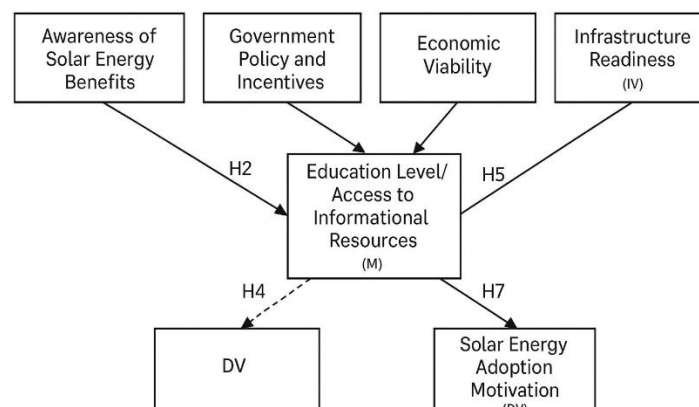 Awareness of
Solar Energy
Benefits
Government
Policy and
Incentives
Economic
Viability
Infrastructure
Readiness
(IV)
H2
Education Level/
Access to
Informational
Resources
(M)
H5
H4
H7
DV
Solar Energy
Adoption
Motivation